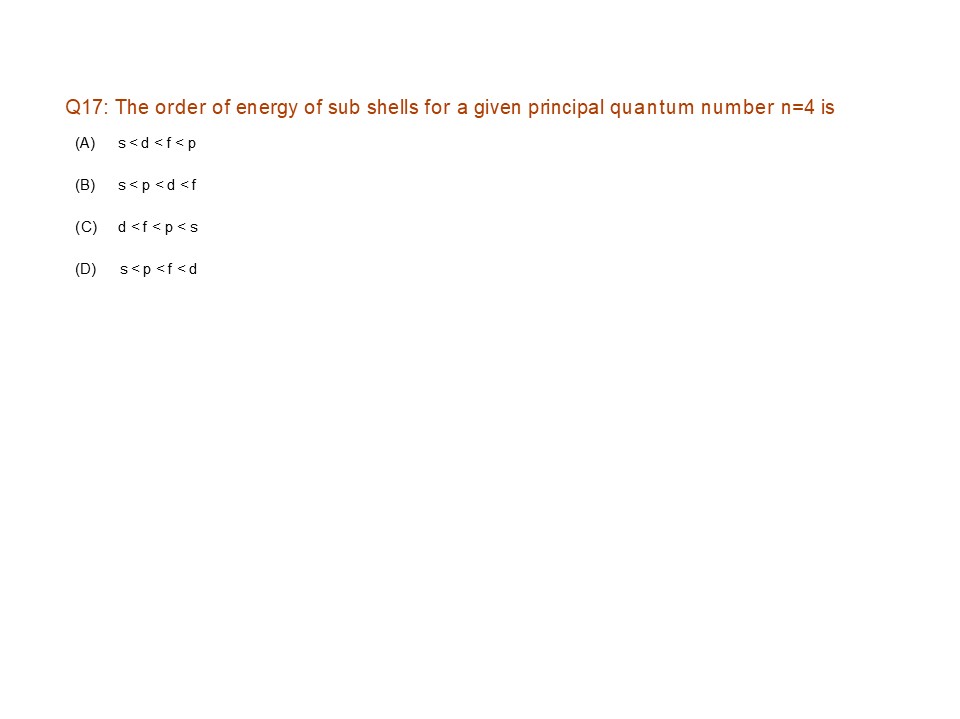 Q17: The order of energy of sub shells for a given principal quantum number n=4 is
(A) s < d < f < p
(B) s < p < d < f
(C) d < f < p < s
(D) s < p < f < d